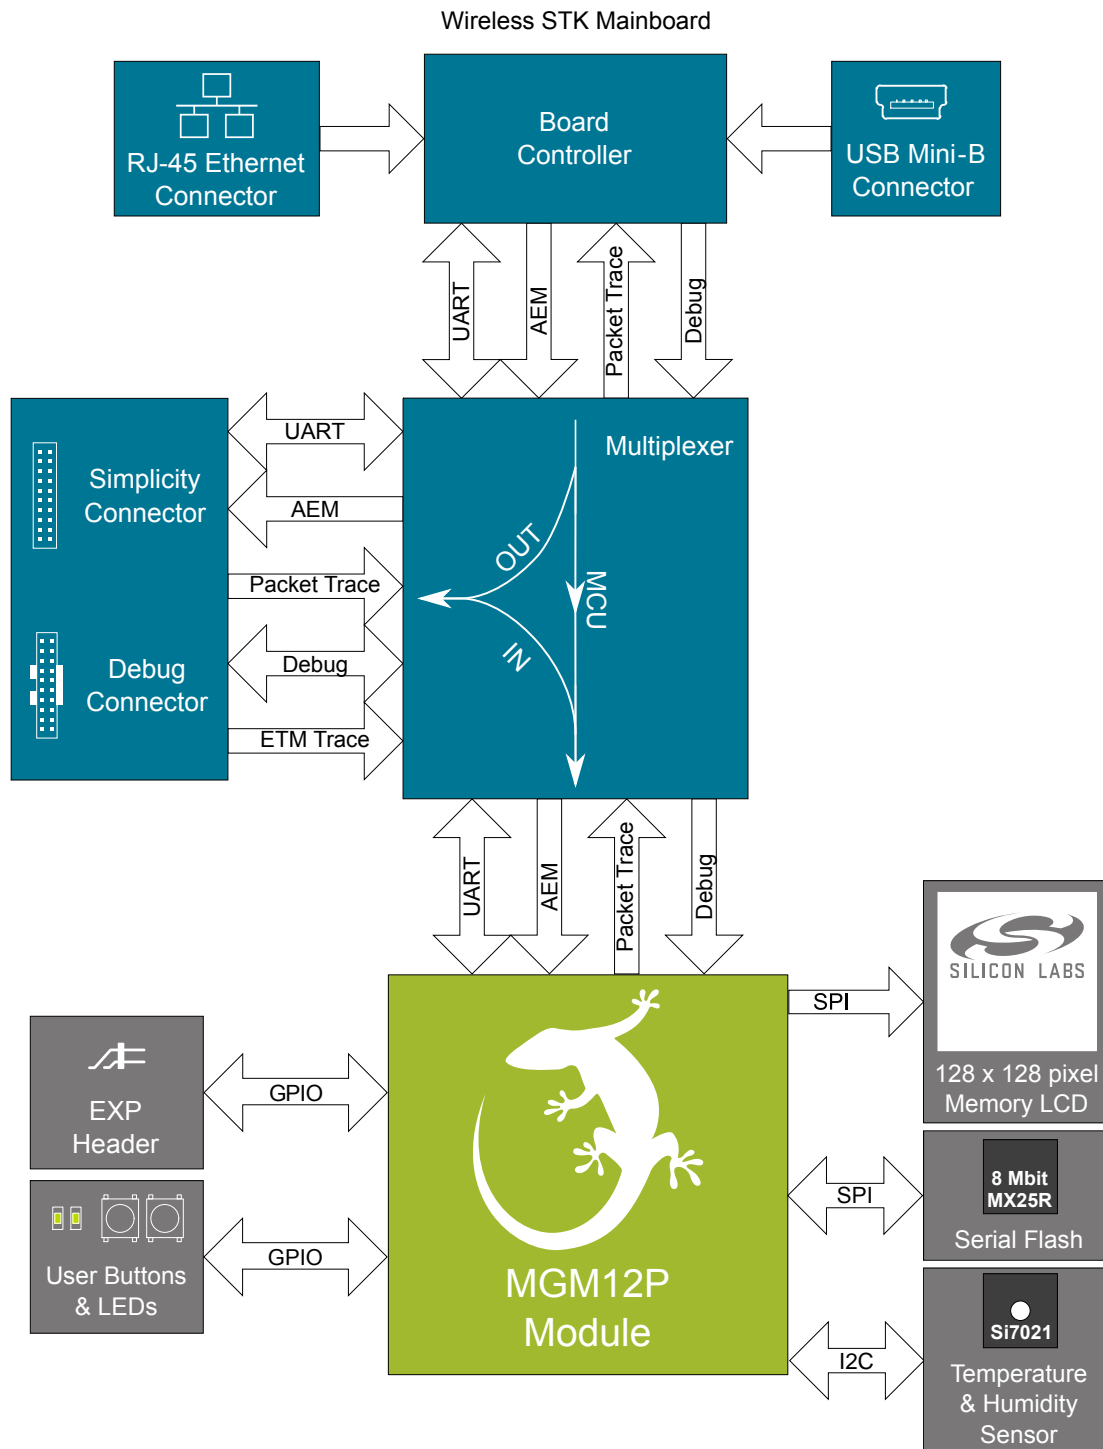 Wireless STK Mainboard
RJ-45 Ethernet
Connector
Board
Controller
USB Mini-B
Connector
UART
AEM
Packet Trace
Debug
Simplicity
Connector
Debug
Connector
UART
AEM
Packet Trace
Debug
ETM Trace
Multiplexer
OUT
MCU
IN
UART
AEM
Packet Trace
Debug
EXP
Header
GPIO
User Buttons
& LEDs
GPIO
MGM12P
Module
SPI
SILICON LABS
128 x 128 pixel
Memory LCD
SPI
8 Mbit
MX25R
Serial Flash
I2C
Si7021
Temperature
& Humidity
Sensor